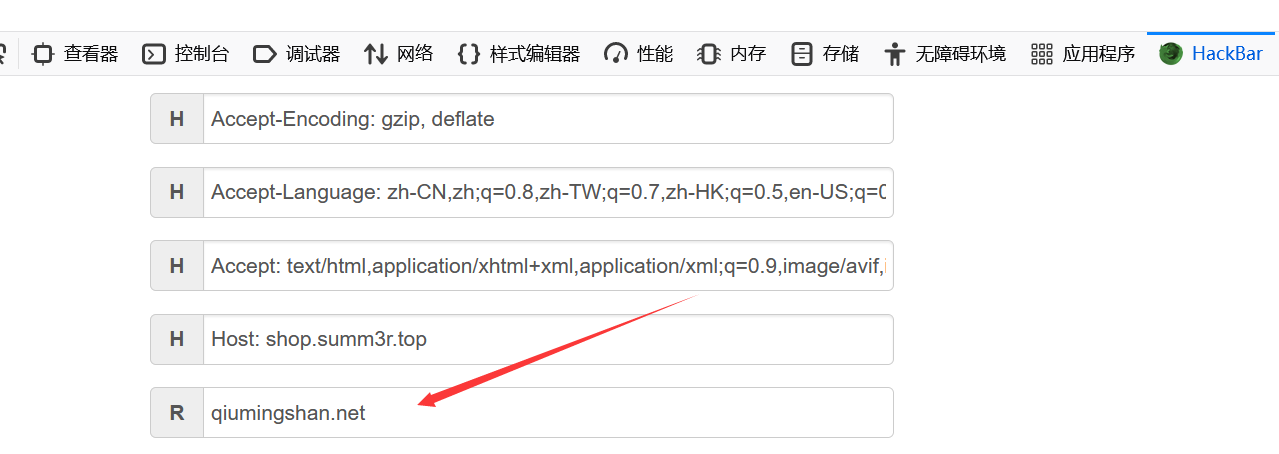 查看器 控制台 调试器 网络 样式编辑器 性能 内存 存储 无障碍环境 应用程序 HackBar
H Accept-Encoding: gzip, deflate
H Accept-Language: zh-CN,zh;q=0.8,zh-TW;q=0.7,zh-HK;q=0.5,en-US;q=0
H Accept: text/html,application/xhtml+xml,application/xml;q=0.9,image/avif,i
H Host: shop.summ3r.top
R qiumingshan.net